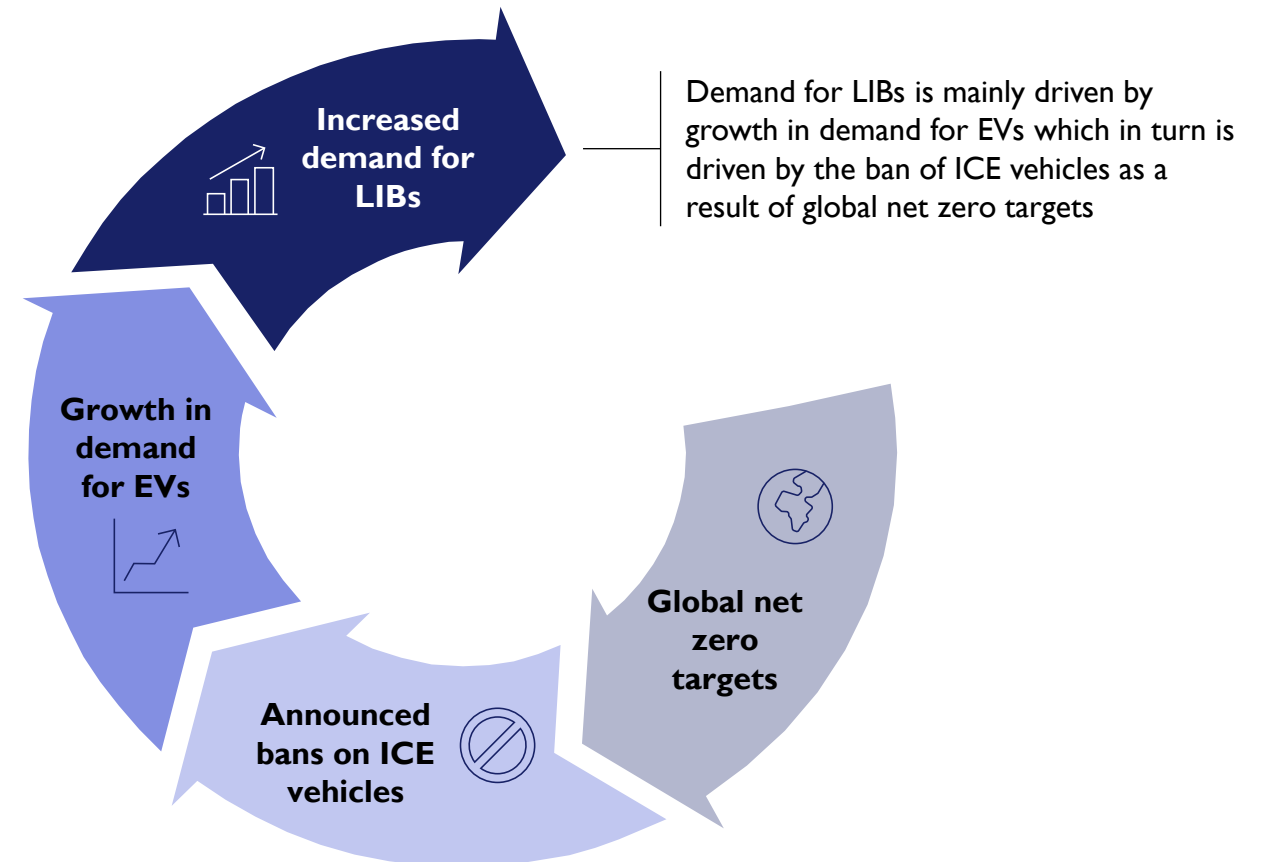 Increased
demand for
LIBs
Demand for LIBs is mainly driven by
growth in demand for EVs which in turn is
driven by the ban of ICE vehicles as a
result of global net zero targets
Growth in
demand
for EVs
Global net
zero
targets
Announced
bans on ICE
vehicles